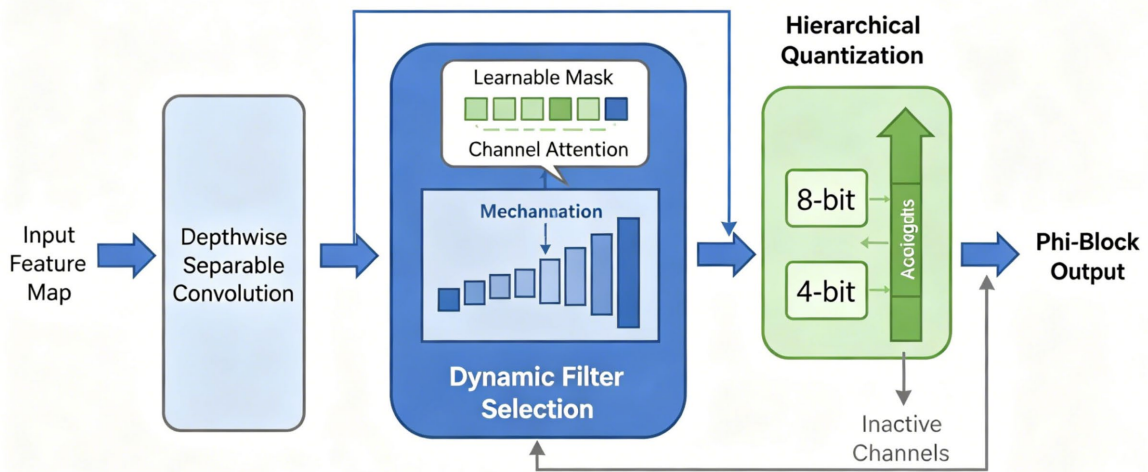 Input
Feature
Map
Depthwise
Separable
Convolution
Learnable Mask
Channel Attention
Mechannation
Dynamic Filter
Selection
Hierarchical
Quantization
8-bit
4-bit
Inactive
Channels
Phi-Block
Output